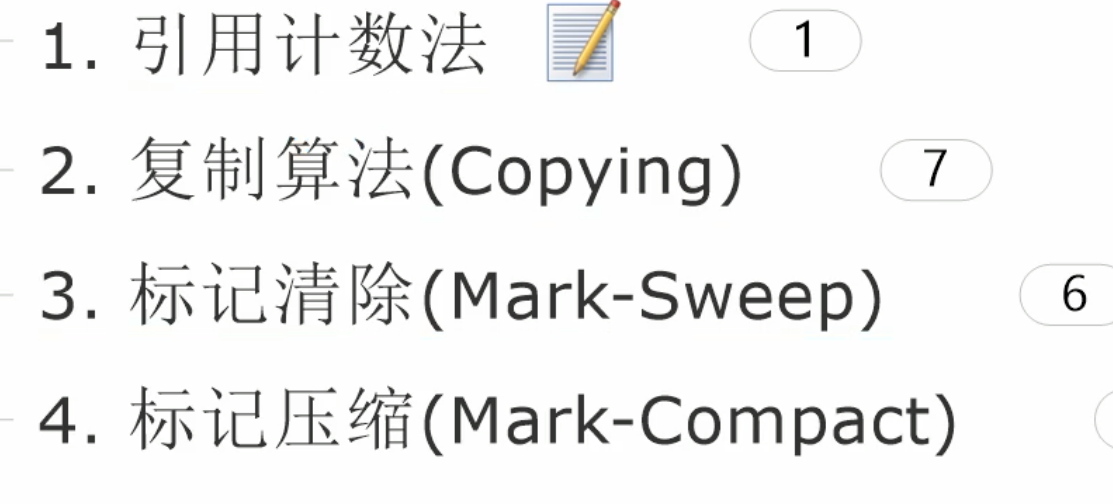 1. 引用计数法 1
2. 复制算法(Copying) 7
3. 标记清除(Mark-Sweep) 6
4. 标记压缩(Mark-Compact)